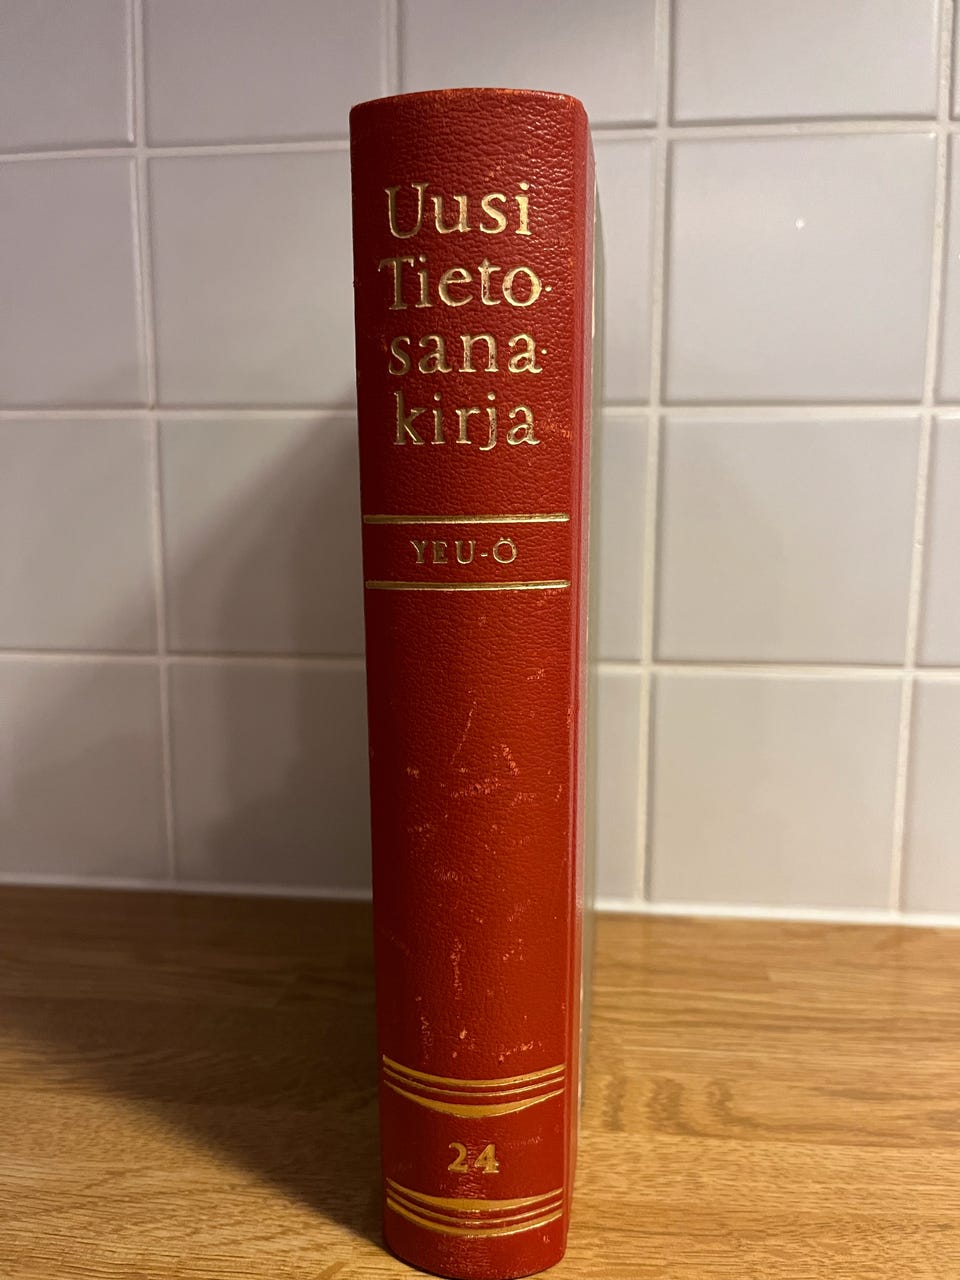 Uusi
Tieto-
sana-
kirja
YEU-Ö
24